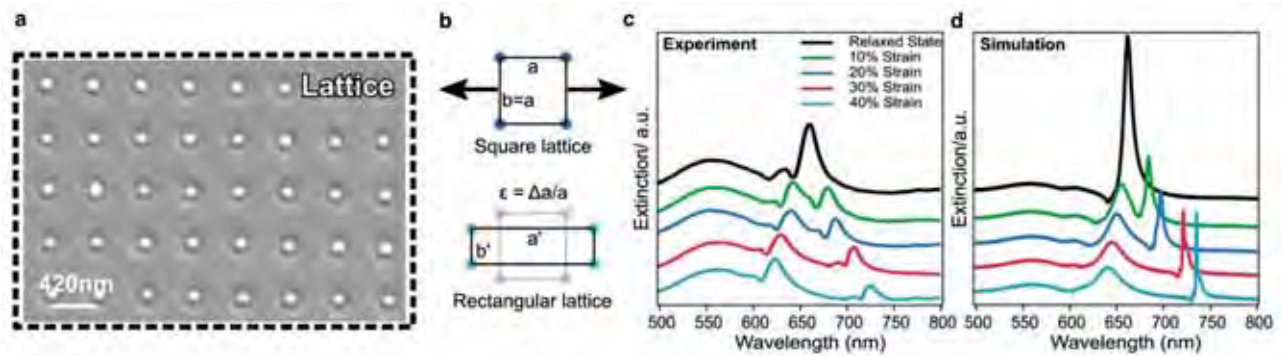 a
Lattice
420nm
b
a
b=a
Square lattice
ε = Δa/a
a'
b'
Rectangular lattice
c
Experiment
Relaxed State
10% Strain
20% Strain
30% Strain
40% Strain
Extinction/ a.u.
500 550 600 650 700 750 800
Wavelength (nm)
d
Simulation
Extinction/a.u.
500 550 600 650 700 750 800
Wavelength (nm)